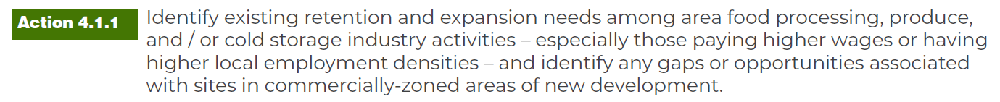 Action 4.1.1
Identify existing retention and expansion needs among area food processing, produce,
and / or cold storage industry activities – especially those paying higher wages or having
higher local employment densities – and identify any gaps or opportunities associated
with sites in commercially-zoned areas of new development.